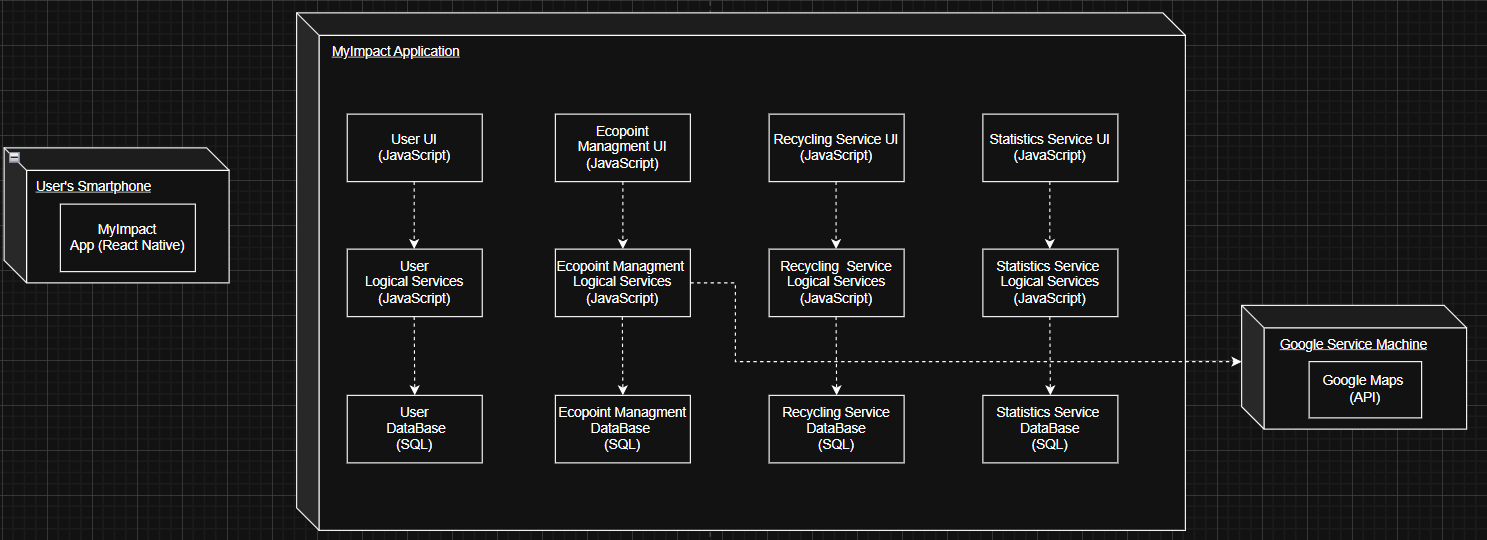 MyImpact Application
User UI
(JavaScript)
Ecopoint
Managment UI
(JavaScript)
Recycling Service UI
(JavaScript)
Statistics Service UI
(JavaScript)
User's Smartphone
MyImpact
App (React Native)
User
Logical Services
(JavaScript)
Ecopoint Managment
Logical Services
(JavaScript)
Recycling  Service
Logical Services
(JavaScript)
Statistics Service
Logical Services
(JavaScript)
Google Service Machine
Google Maps
(API)
User
DataBase
(SQL)
Ecopoint Managment
DataBase
(SQL)
Recycling Service
DataBase
(SQL)
Statistics Service
DataBase
(SQL)